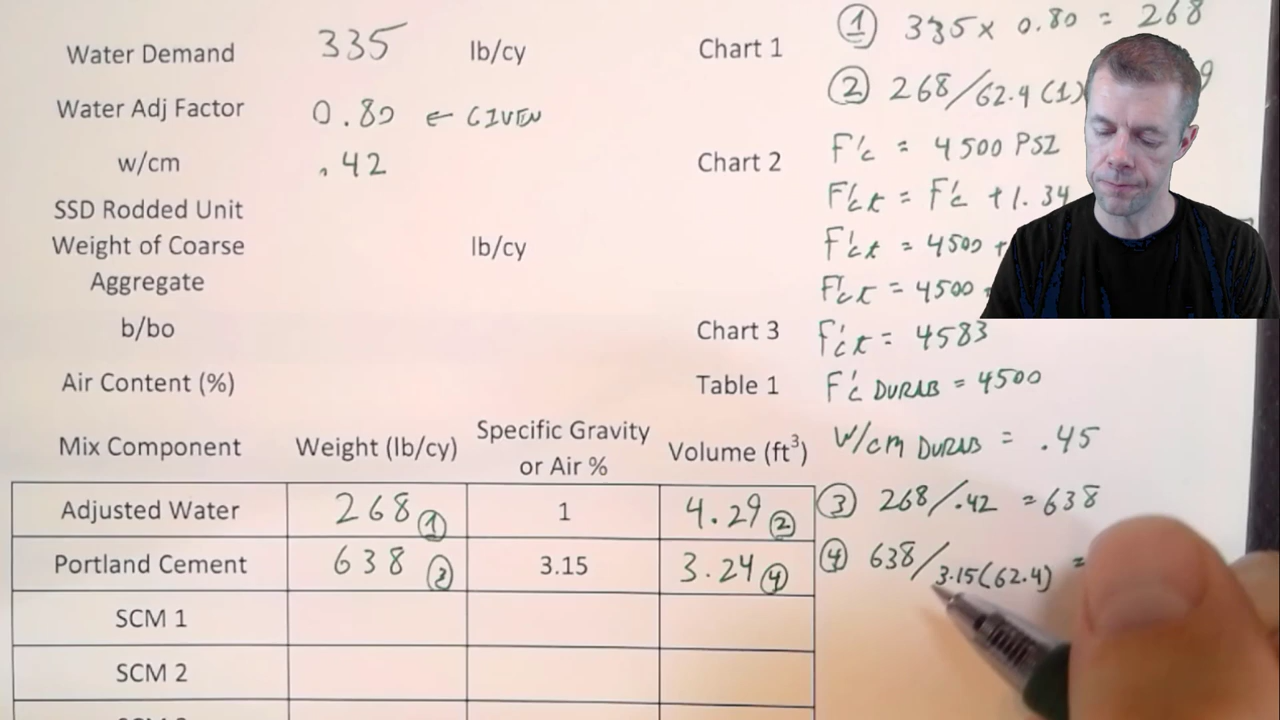 Water Demand 335 lb/cy Chart 1
Water Adj Factor 0.80 ← GIVEN
w/cm .42 Chart 2
SSD Rodded Unit
Weight of Coarse lb/cy
Aggregate
b/bo Chart 3
Air Content (%) Table 1
Mix Component Weight (lb/cy) Specific Gravity or Air % Volume (ft³)
Adjusted Water 268 ① 1 4.29 ②
Portland Cement 638 ③ 3.15 3.24 ④
SCM 1
SCM 2
① 335 x 0.80 = 268
② 268/62.4 (1)
F'c = 4500 PSI
F'cr = F'c + 1.34
F'cr = 4500 +
F'cr = 4500
F'cr = 4583
F'c DURAB = 4500
W/cm DURAB = .45
③ 268/.42 = 638
④ 638/3.15(62.4) =